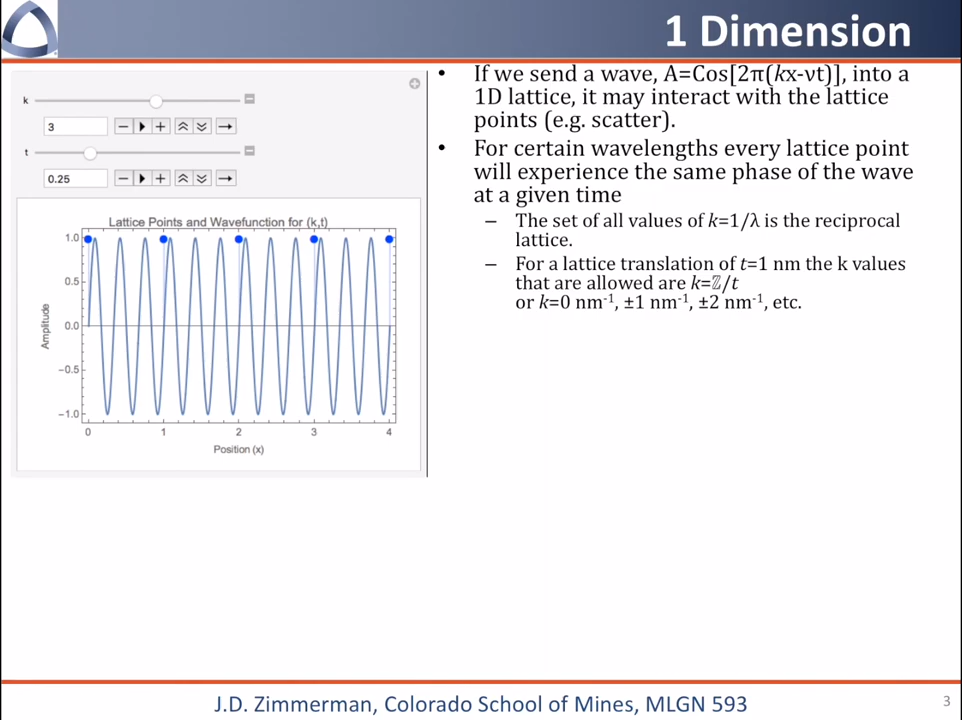 1 Dimension
k
3
t
0.25
Lattice Points and Wavefunction for (k,t)
1.0
0.5
0.0
−0.5
−1.0
Amplitude
0 1 2 3 4
Position (x)
• If we send a wave, A=Cos[2π(kx-νt)], into a
1D lattice, it may interact with the lattice
points (e.g. scatter).
• For certain wavelengths every lattice point
will experience the same phase of the wave
at a given time
– The set of all values of k=1/λ is the reciprocal
lattice.
– For a lattice translation of t=1 nm the k values
that are allowed are k=ℤ/t
or k=0 nm⁻¹, ±1 nm⁻¹, ±2 nm⁻¹, etc.
J.D. Zimmerman, Colorado School of Mines, MLGN 593
3